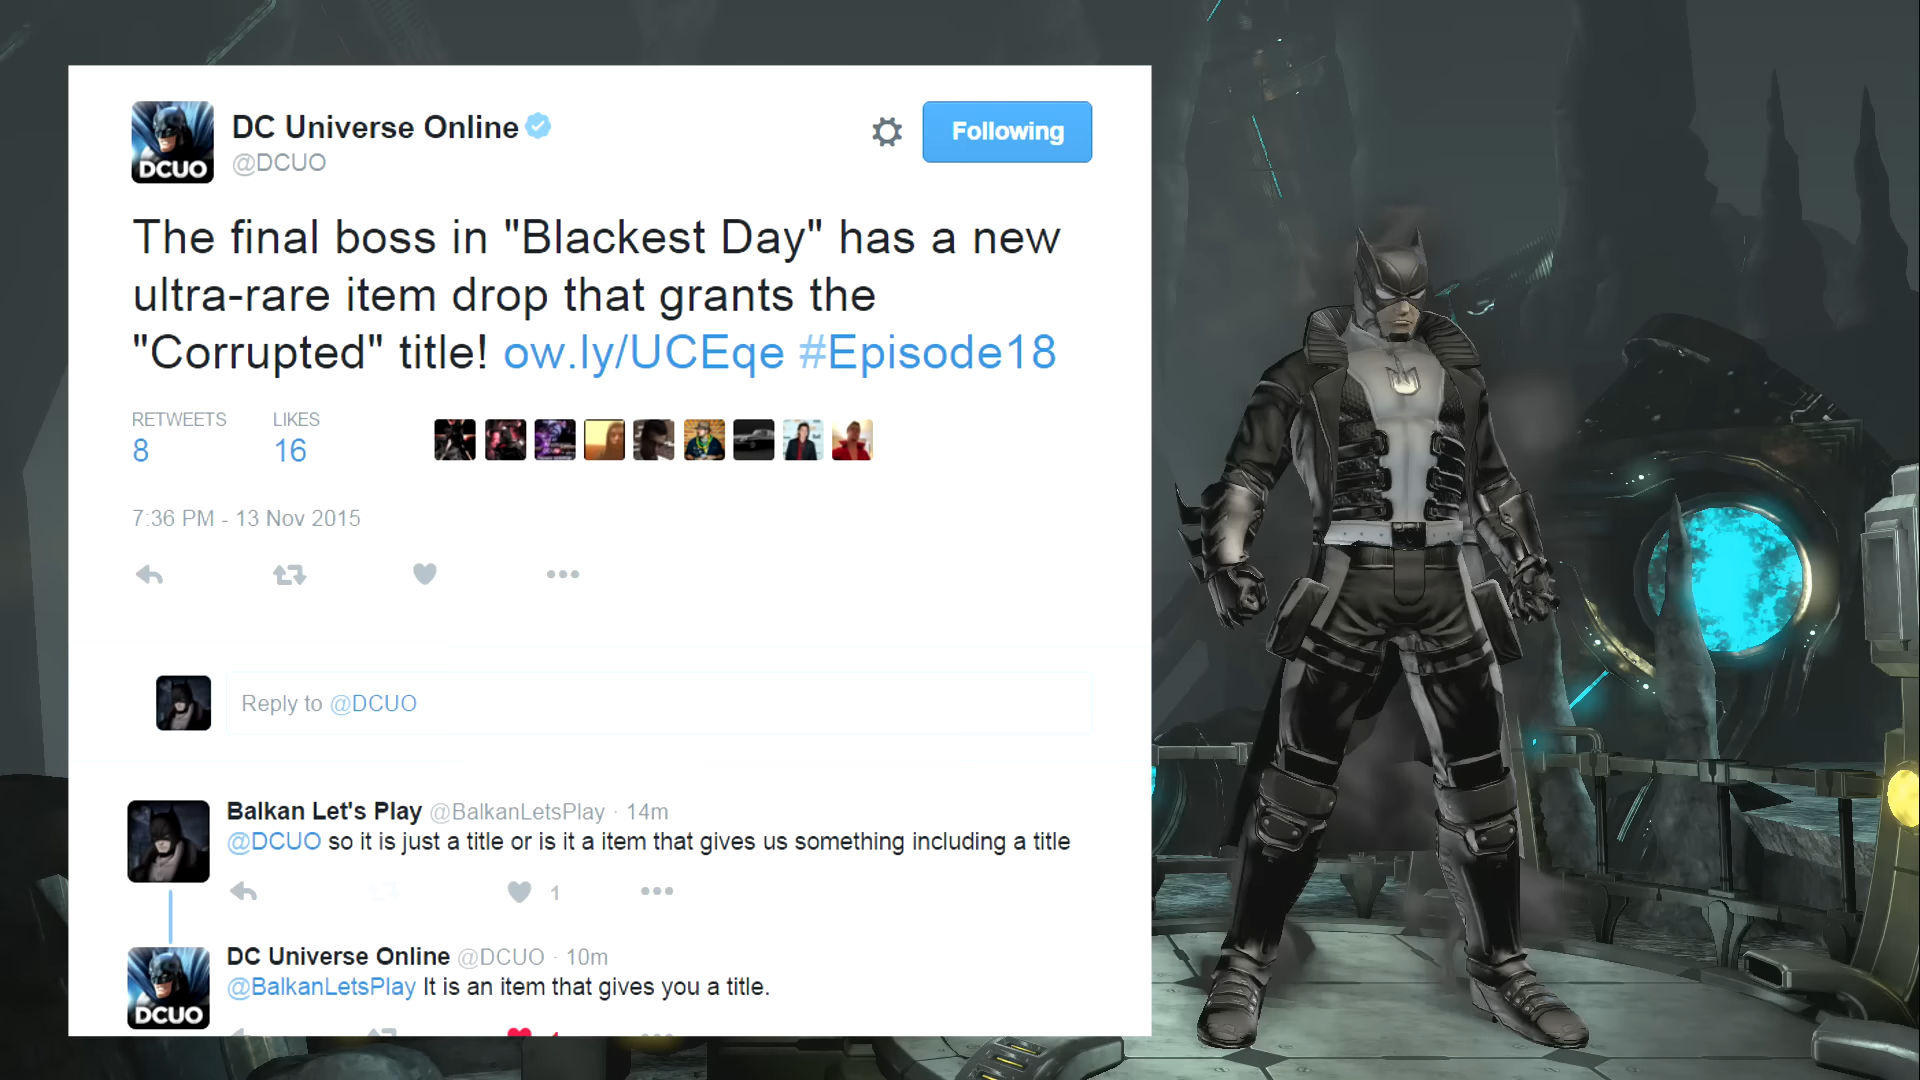 DCUO
DC Universe Online
@DCUO
Following
The final boss in "Blackest Day" has a new
ultra-rare item drop that grants the
"Corrupted" title! ow.ly/UCEqe #Episode18
RETWEETS
LIKES
8
16
7:36 PM - 13 Nov 2015
Reply to @DCUO
Balkan Let's Play @BalkanLetsPlay · 14m
@DCUO so it is just a title or is it a item that gives us something including a title
1
DC Universe Online @DCUO · 10m
@BalkanLetsPlay It is an item that gives you a title.
DCUO